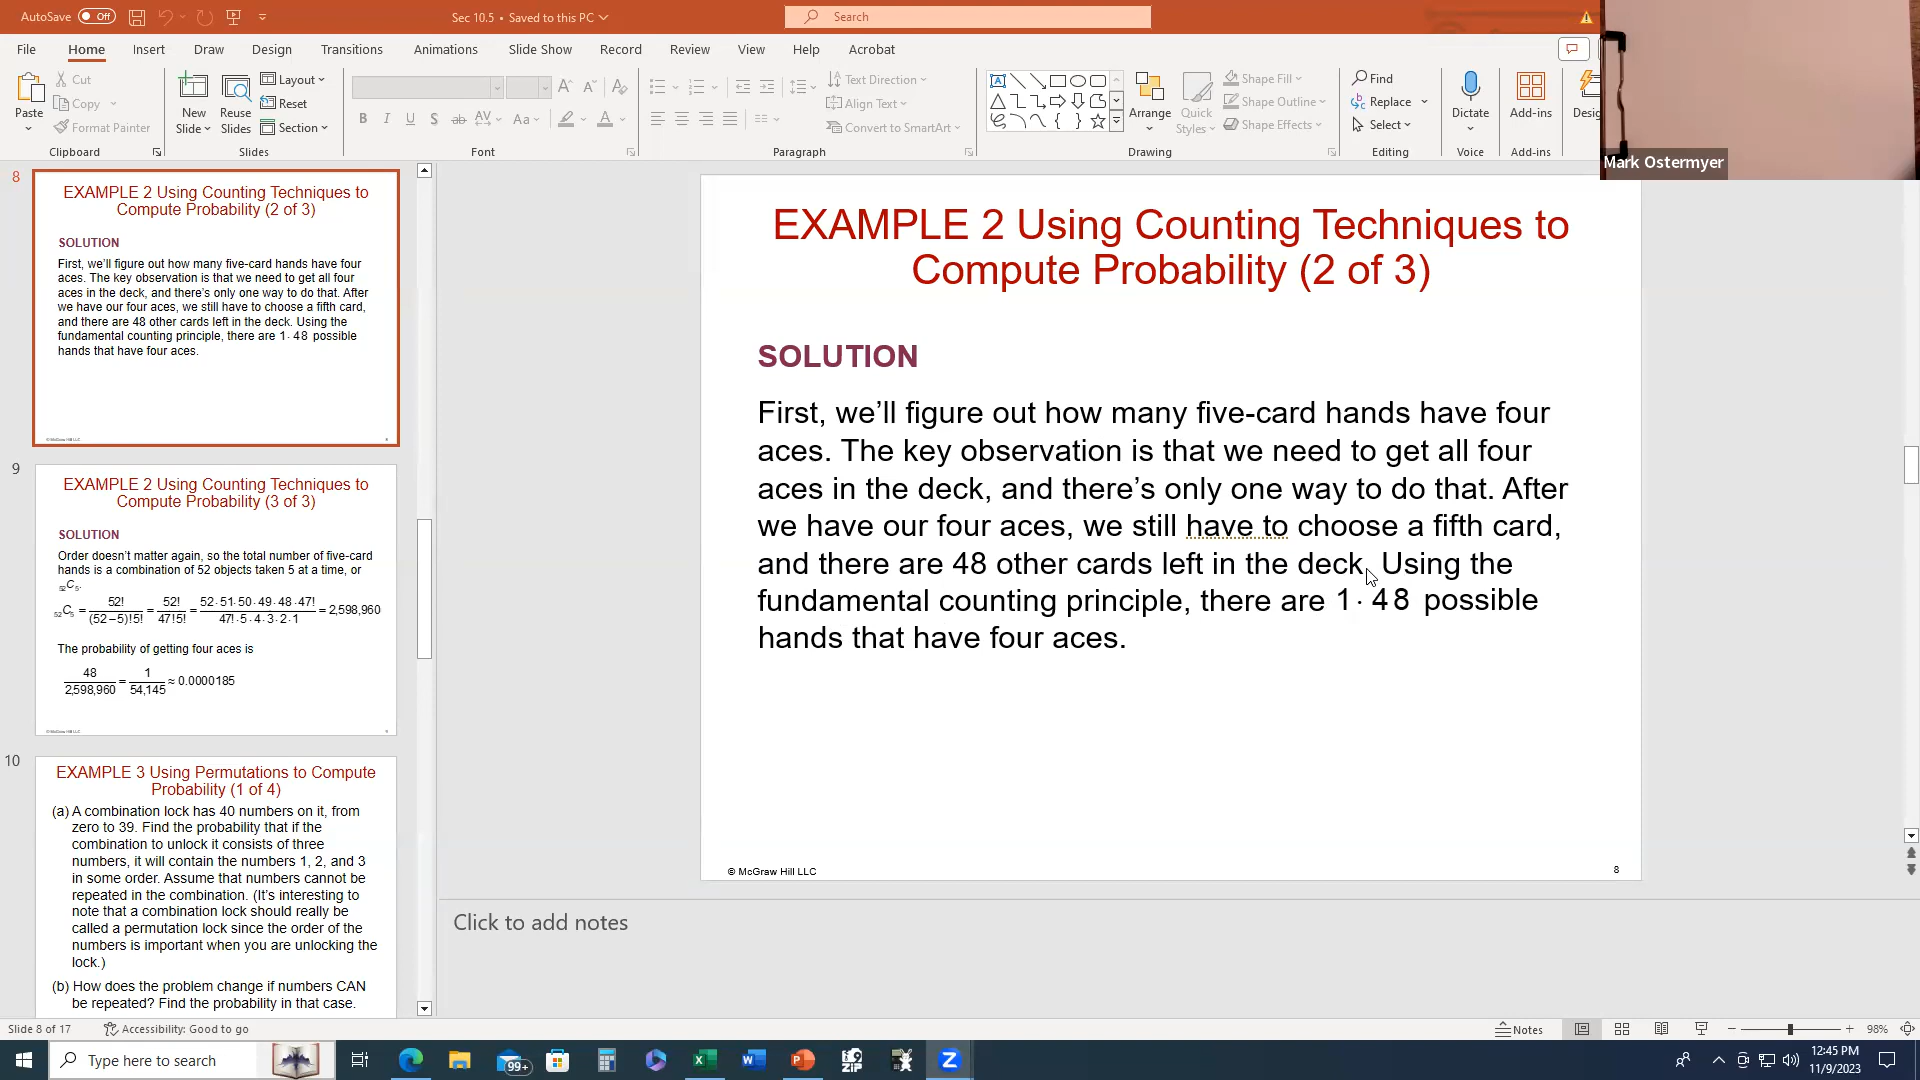 AutoSave Off
Sec 10.5 • Saved to this PC
Search
File Home Insert Draw Design Transitions Animations Slide Show Record Review View Help Acrobat
Paste
Cut
Copy
Format Painter
Clipboard
New Slide
Reuse Slides
Layout
Reset
Section
Slides
Font
Text Direction
Align Text
Convert to SmartArt
Paragraph
Arrange
Quick Styles
Shape Fill
Shape Outline
Shape Effects
Drawing
Find
Replace
Select
Editing
Dictate
Voice
Add-ins
Add-ins
Desig
Mark Ostermyer
8
EXAMPLE 2 Using Counting Techniques to
Compute Probability (2 of 3)
SOLUTION
First, we'll figure out how many five-card hands have four
aces. The key observation is that we need to get all four
aces in the deck, and there's only one way to do that. After
we have our four aces, we still have to choose a fifth card,
and there are 48 other cards left in the deck. Using the
fundamental counting principle, there are 1 · 48 possible
hands that have four aces.
© McGraw Hill LLC
8
9
EXAMPLE 2 Using Counting Techniques to
Compute Probability (3 of 3)
SOLUTION
Order doesn't matter again, so the total number of five-card
hands is a combination of 52 objects taken 5 at a time, or
₅₂C₅.
₅₂C₅ = 52!/(52 − 5)!5! = 52!/47!5! = 52 · 51 · 50 · 49 · 48 · 47!/47! · 5 · 4 · 3 · 2 · 1 = 2,598,960
The probability of getting four aces is
48/2,598,960 = 1/54,145 ≈ 0.0000185
© McGraw Hill LLC
9
10
EXAMPLE 3 Using Permutations to Compute
Probability (1 of 4)
(a) A combination lock has 40 numbers on it, from
zero to 39. Find the probability that if the
combination to unlock it consists of three
numbers, it will contain the numbers 1, 2, and 3
in some order. Assume that numbers cannot be
repeated in the combination. (It's interesting to
note that a combination lock should really be
called a permutation lock since the order of the
numbers is important when you are unlocking the
lock.)
(b) How does the problem change if numbers CAN
be repeated? Find the probability in that case.
EXAMPLE 2 Using Counting Techniques to
Compute Probability (2 of 3)
SOLUTION
First, we'll figure out how many five-card hands have four
aces. The key observation is that we need to get all four
aces in the deck, and there's only one way to do that. After
we have our four aces, we still have to choose a fifth card,
and there are 48 other cards left in the deck. Using the
fundamental counting principle, there are 1 · 48 possible
hands that have four aces.
© McGraw Hill LLC
8
Click to add notes
Slide 8 of 17
Accessibility: Good to go
Notes
98%
Type here to search
99+
12:45 PM
11/9/2023